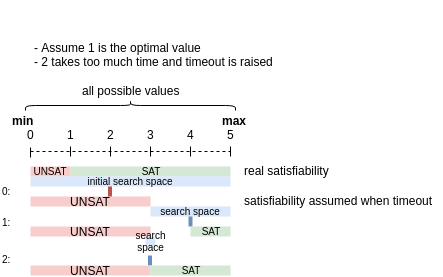 - Assume 1 is the optimal value
- 2 takes too much time and timeout is raised
all possible values
min max
0 1 2 3 4 5
UNSAT SAT real satisfiability
initial search space
0:
UNSAT satisfiability assumed when timeout
search space
1:
UNSAT search space SAT
2:
UNSAT SAT